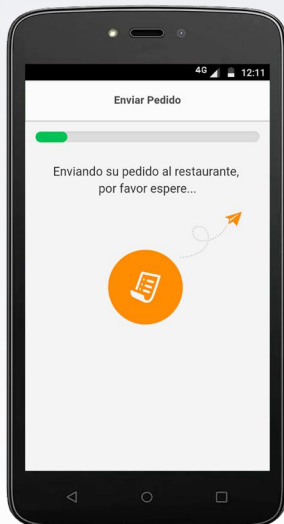 4G 12:11
Enviar Pedido
Enviando su pedido al restaurante,
por favor espere...